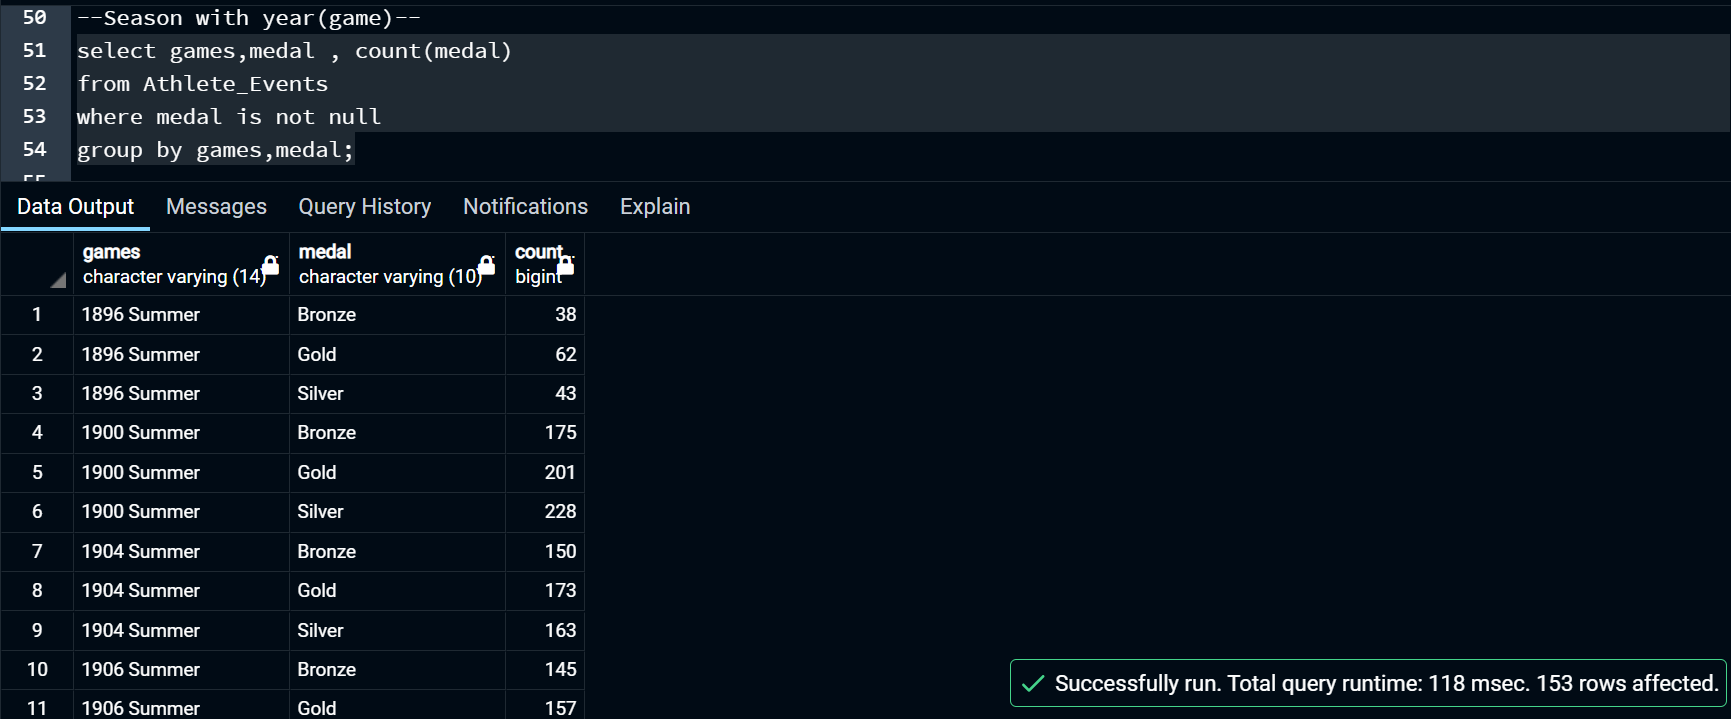 50 --Season with year(game)--
51 select games,medal , count(medal)
52 from Athlete_Events
53 where medal is not null
54 group by games,medal;
Data Output Messages Query History Notifications Explain
games medal count
character varying (14) character varying (10) bigint
1 1896 Summer Bronze 38
2 1896 Summer Gold 62
3 1896 Summer Silver 43
4 1900 Summer Bronze 175
5 1900 Summer Gold 201
6 1900 Summer Silver 228
7 1904 Summer Bronze 150
8 1904 Summer Gold 173
9 1904 Summer Silver 163
10 1906 Summer Bronze 145
11 1906 Summer Gold 157
Successfully run. Total query runtime: 118 msec. 153 rows affected.